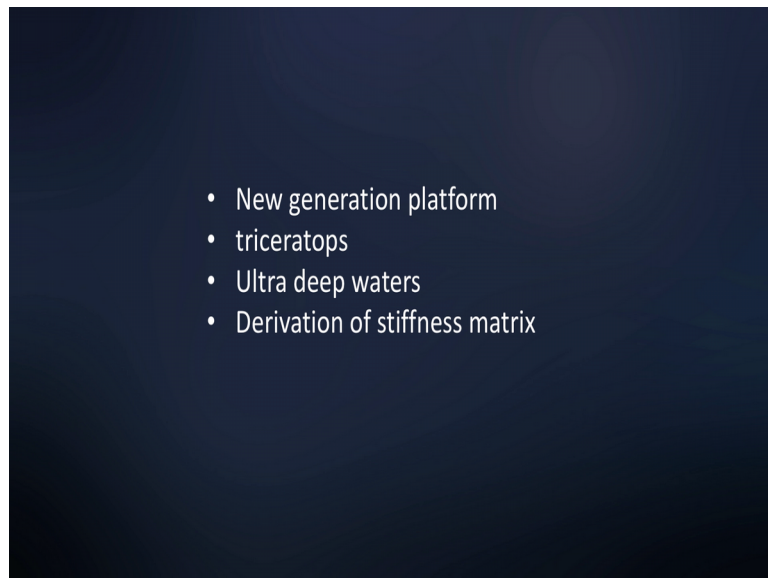 • New generation platform
• triceratops
• Ultra deep waters
• Derivation of stiffness matrix